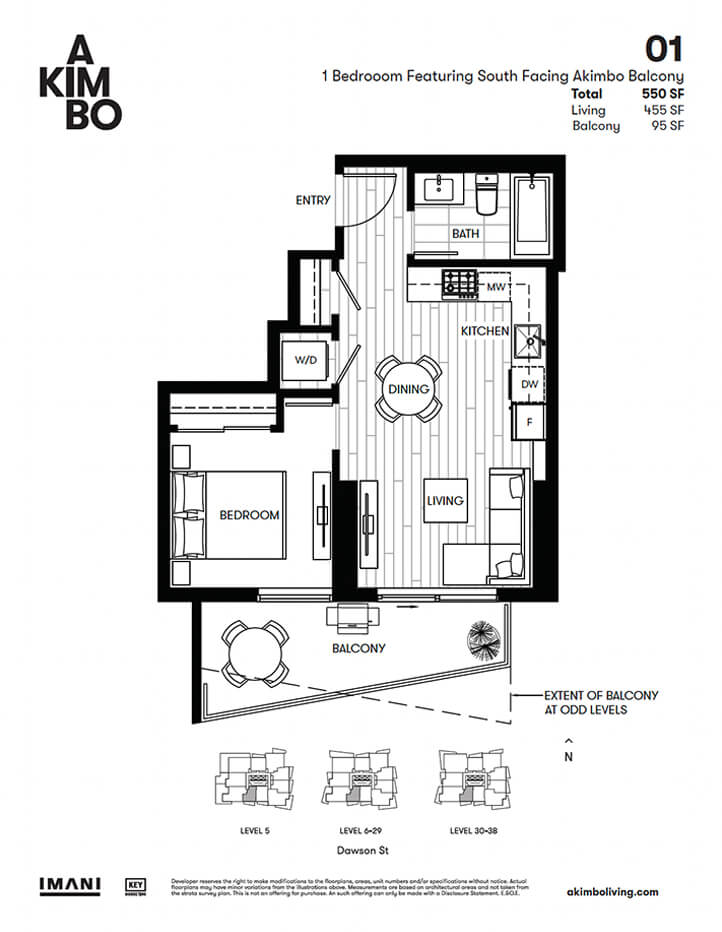 A
KIM
BO
01
1 Bedrooom Featuring South Facing Akimbo Balcony
Total 550 SF
Living 455 SF
Balcony 95 SF
ENTRY
BATH
MW
KITCHEN
W/D
DINING
DW
F
LIVING
BEDROOM
BALCONY
EXTENT OF BALCONY
AT ODD LEVELS
N
LEVEL 5
LEVEL 6-29
LEVEL 30-38
Dawson St
IMANI
KEY
Developer reserves the right to make modifications to the floorplans, areas, unit numbers and/or specifications without notice. Actual
floorplans may have minor variations from the illustrations above. Measurements are based on architectural areas and not taken from
the strata survey plan. This is not an offering for purchase. An such offering can only be made with a Disclosure Statement. E.&O.E.
akimboliving.com